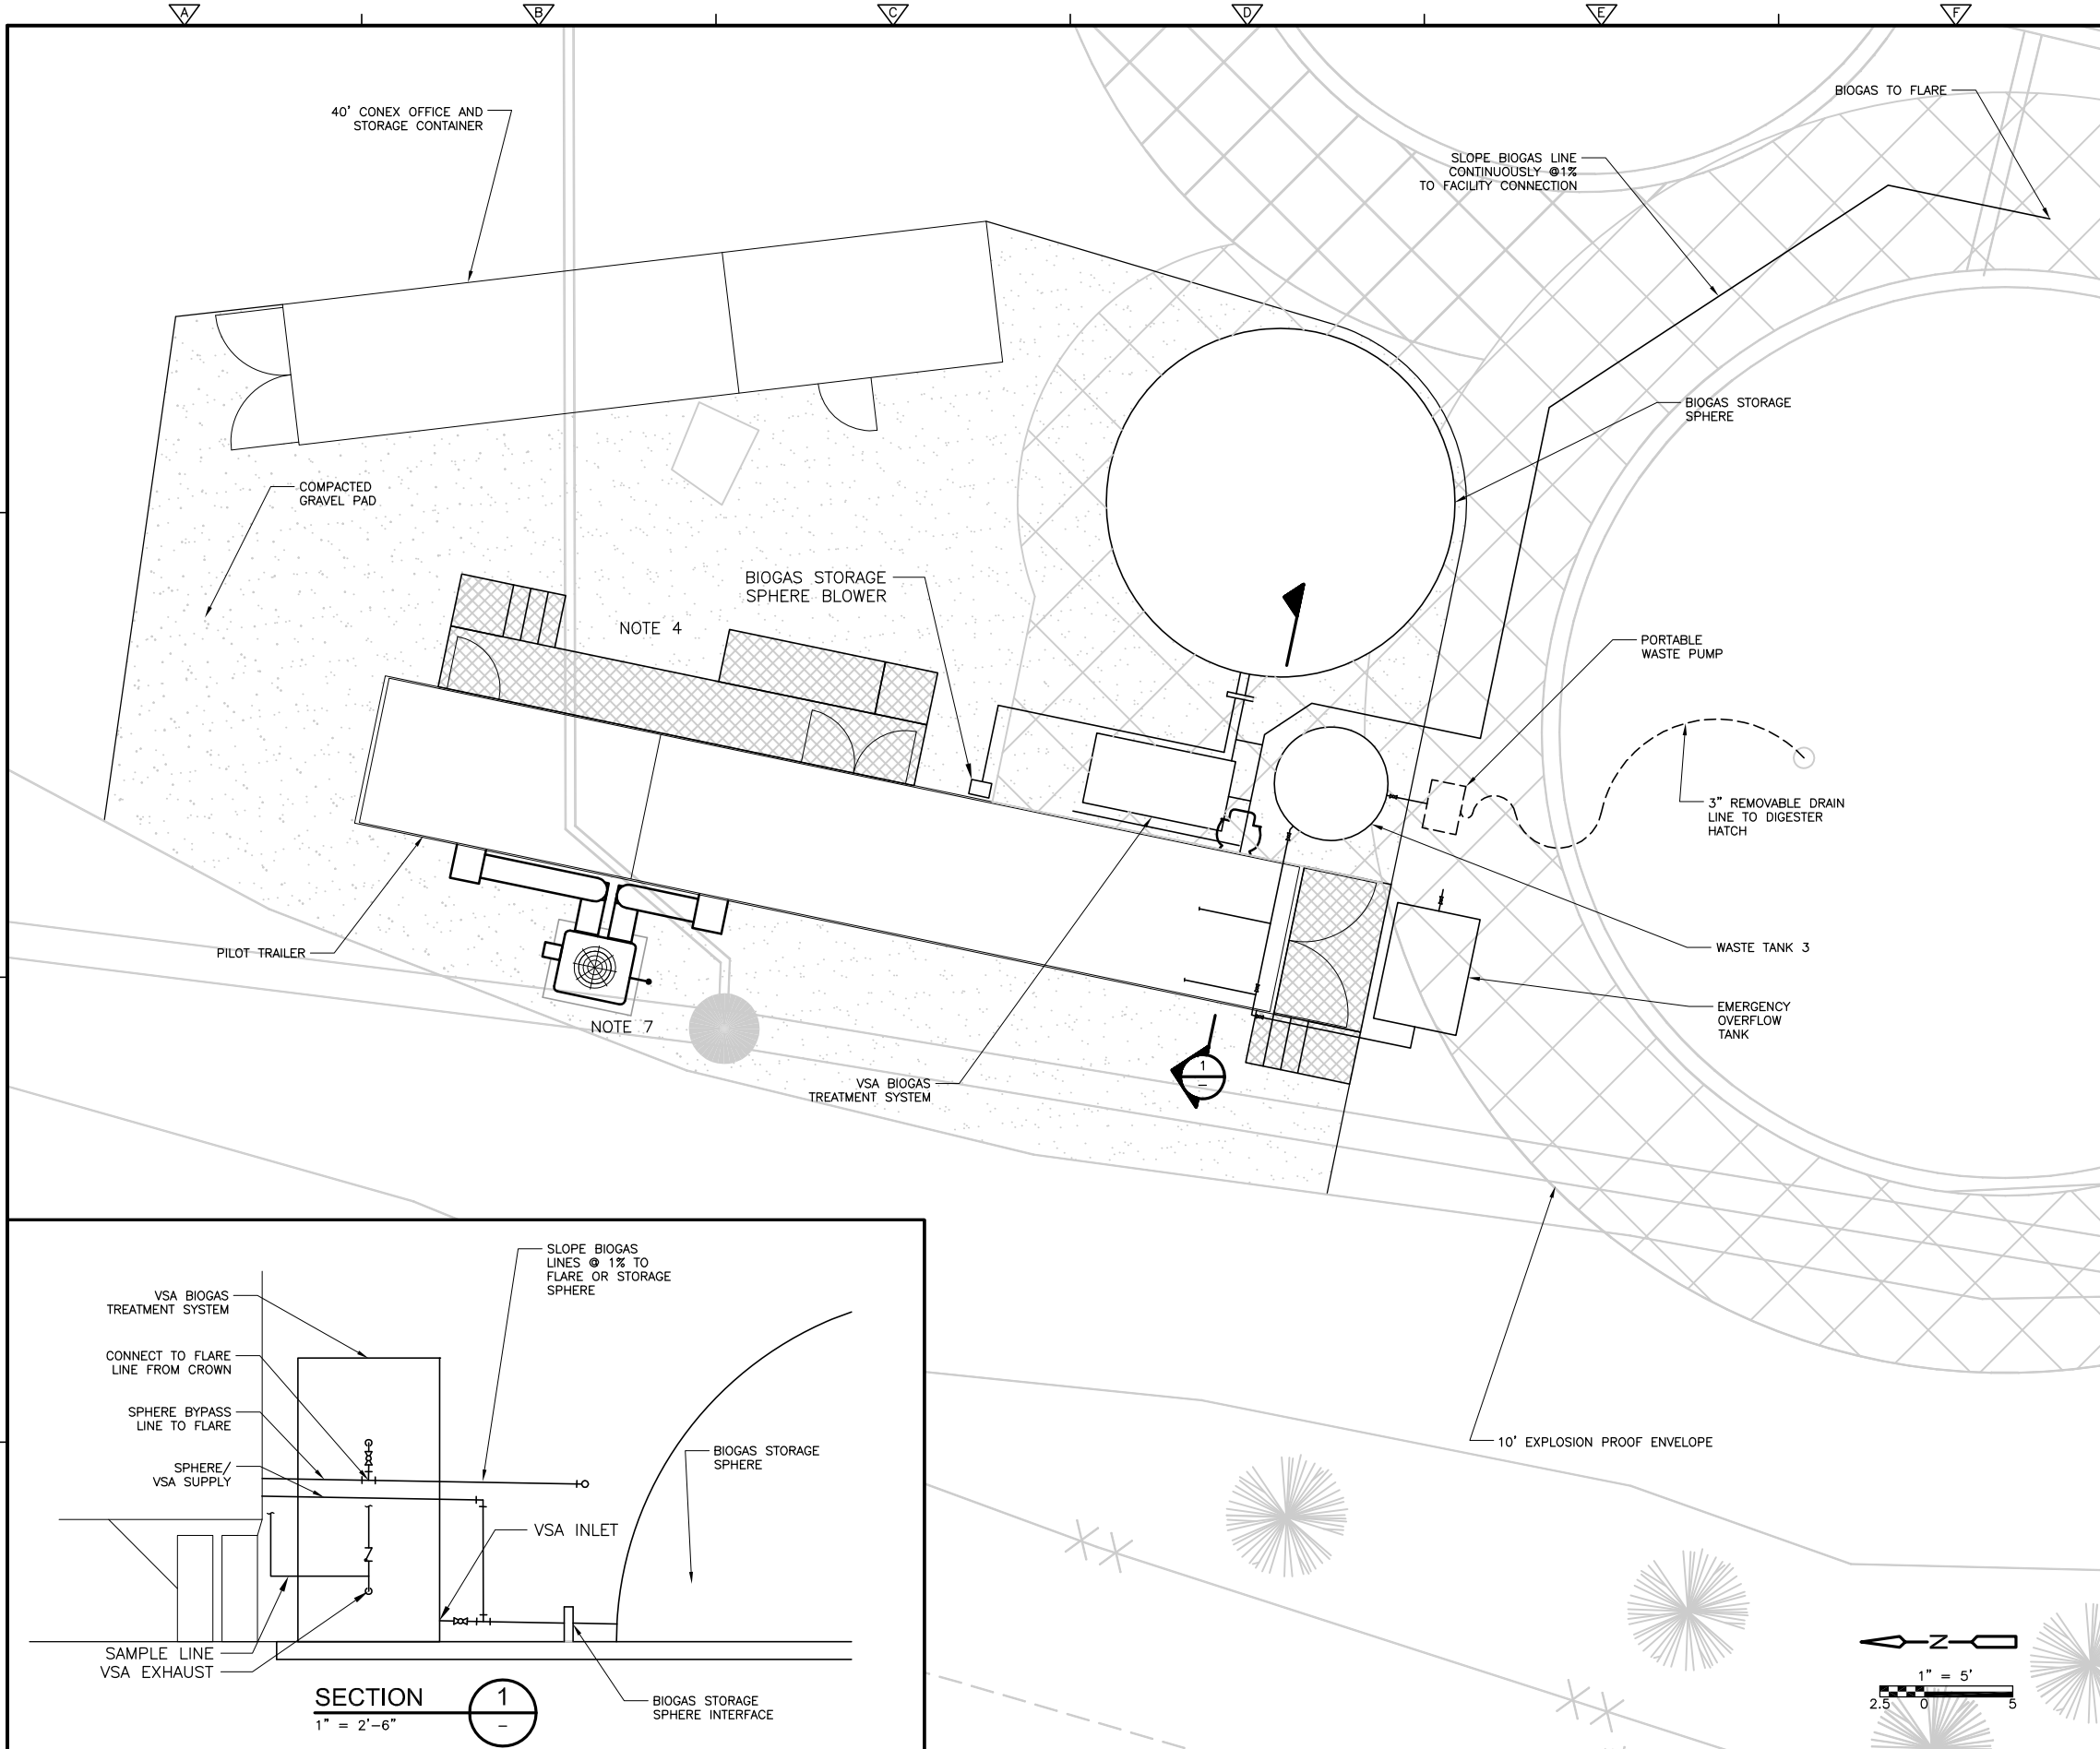 A
B
C
D
E
F
40' CONEX OFFICE AND
STORAGE CONTAINER
BIOGAS TO FLARE
SLOPE BIOGAS LINE
CONTINUOUSLY @1%
TO FACILITY CONNECTION
BIOGAS STORAGE
SPHERE
COMPACTED
GRAVEL PAD
BIOGAS STORAGE
SPHERE BLOWER
NOTE 4
PORTABLE
WASTE PUMP
3" REMOVABLE DRAIN
LINE TO DIGESTER
HATCH
PILOT TRAILER
WASTE TANK 3
NOTE 7
EMERGENCY
OVERFLOW
TANK
VSA BIOGAS
TREATMENT SYSTEM
1
–
10' EXPLOSION PROOF ENVELOPE
SLOPE BIOGAS
LINES @ 1% TO
FLARE OR STORAGE
SPHERE
VSA BIOGAS
TREATMENT SYSTEM
CONNECT TO FLARE
LINE FROM CROWN
SPHERE BYPASS
LINE TO FLARE
SPHERE/
VSA SUPPLY
BIOGAS STORAGE
SPHERE
VSA INLET
SAMPLE LINE
VSA EXHAUST
BIOGAS STORAGE
SPHERE INTERFACE
SECTION
1
–
1" = 2'-6"
N
1" = 5'
2.5 0 5